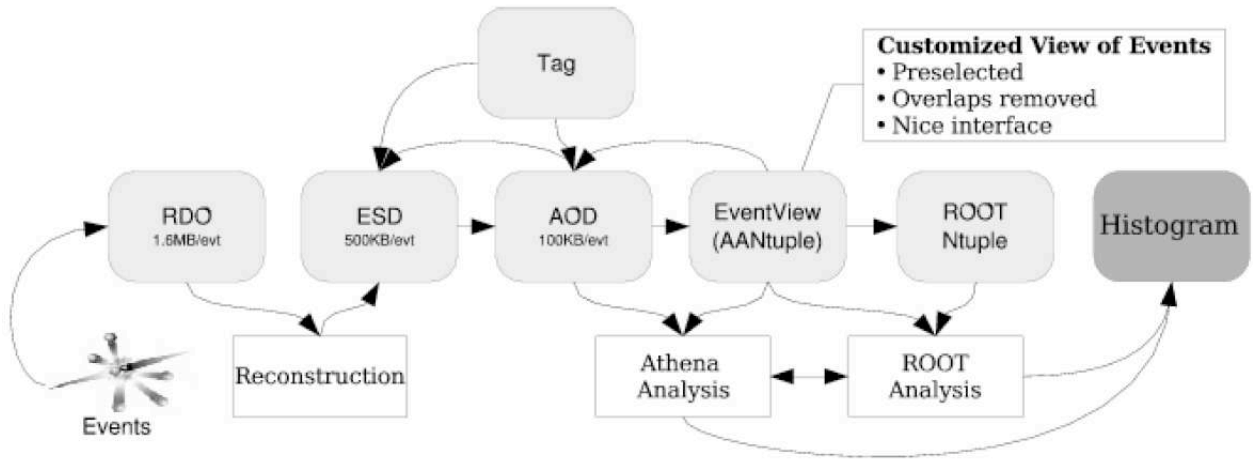 Tag
Customized View of Events
• Preselected
• Overlaps removed
• Nice interface
RDO
1.6MB/evt
ESD
500KB/evt
AOD
100KB/evt
EventView
(AANtuple)
ROOT
Ntuple
Histogram
Reconstruction
Athena
Analysis
ROOT
Analysis
Events